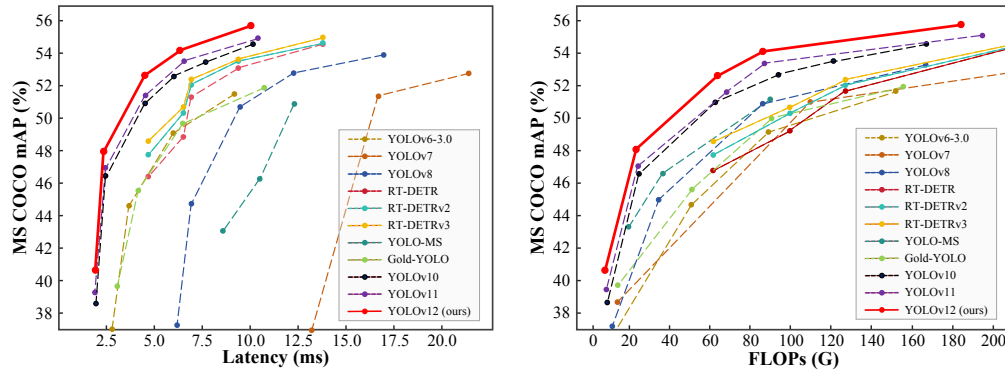 MS COCO mAP (%)
56
54
52
50
48
46
44
42
40
38
2.5
5.0
7.5
10.0
12.5
15.0
17.5
20.0
Latency (ms)
YOLOv6-3.0
YOLOv7
YOLOv8
RT-DETR
RT-DETRv2
RT-DETRv3
YOLO-MS
Gold-YOLO
YOLOv10
YOLOv11
YOLOv12 (ours)
MS COCO mAP (%)
56
54
52
50
48
46
44
42
40
38
0
20
40
60
80
100
120
140
160
180
200
FLOPs (G)
YOLOv6-3.0
YOLOv7
YOLOv8
RT-DETR
RT-DETRv2
RT-DETRv3
YOLO-MS
Gold-YOLO
YOLOv10
YOLOv11
YOLOv12 (ours)